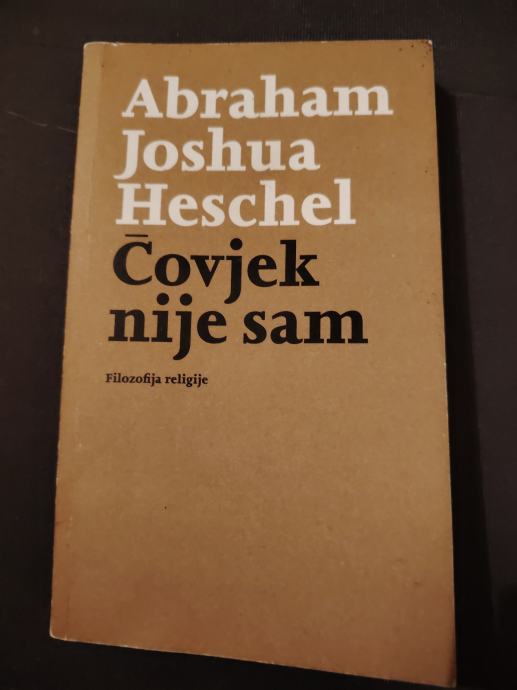 Abraham
Joshua
Heschel
Čovjek
nije sam
Filozofija religije